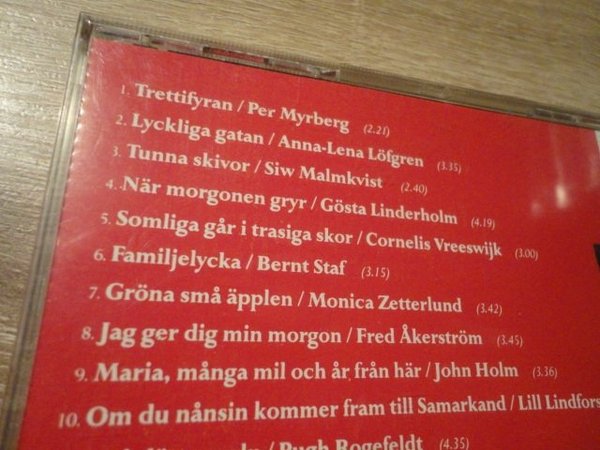 1. Trettifyran / Per Myrberg (2.21)
2. Lyckliga gatan / Anna-Lena Löfgren (3.35)
3. Tunna skivor / Siw Malmkvist (2.40)
4. När morgonen gryr / Gösta Linderholm (4.19)
5. Somliga går i trasiga skor / Cornelis Vreeswijk (3.00)
6. Familjelycka / Bernt Staf (3.15)
7. Gröna små äpplen / Monica Zetterlund (3.42)
8. Jag ger dig min morgon / Fred Åkerström (3.45)
9. Maria, många mil och år från här / John Holm (3.36)
10. Om du nånsin kommer fram till Samarkand / Lill Lindfors
/ Pugh Rogefeldt (4.35)